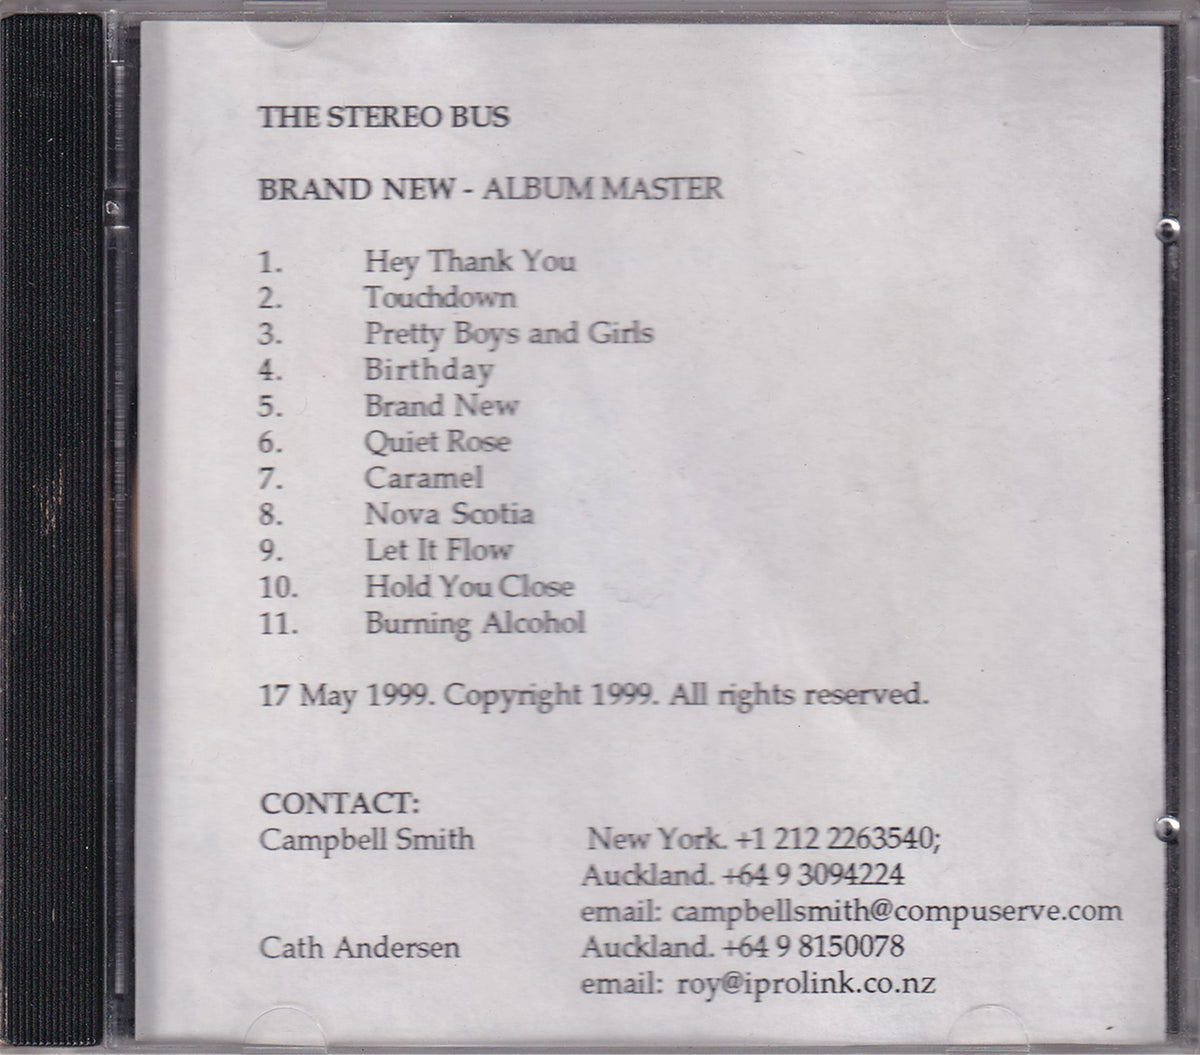 THE STEREO BUS
BRAND NEW - ALBUM MASTER
1. Hey Thank You
2. Touchdown
3. Pretty Boys and Girls
4. Birthday
5. Brand New
6. Quiet Rose
7. Caramel
8. Nova Scotia
9. Let It Flow
10. Hold You Close
11. Burning Alcohol
17 May 1999. Copyright 1999. All rights reserved.
CONTACT:
Campbell Smith New York. +1 212 2263540;
Auckland. +64 9 3094224
email: campbellsmith@compuserve.com
Cath Andersen Auckland. +64 9 8150078
email: roy@iprolink.co.nz